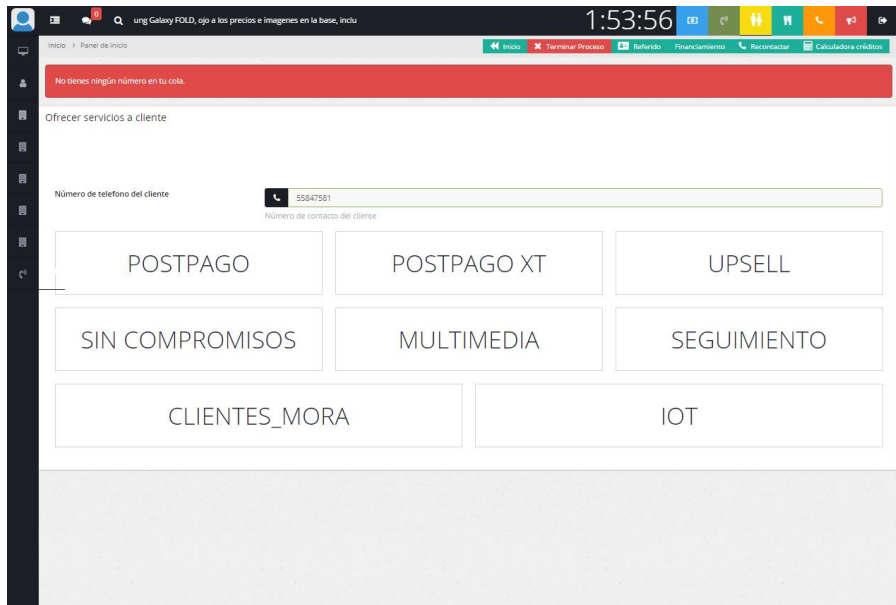 0
ung Galaxy FOLD, ojo a los precios e imagenes en la base, inclu
1:53:56
Inicio > Panel de inicio
Inicio
Terminar Proceso
Referido
Financiamiento
Recontactar
Calculadora créditos
No tienes ningún número en tu cola.
Ofrecer servicios a cliente
Número de telefono del cliente
55847581
Número de contacto del cliente
POSTPAGO
POSTPAGO XT
UPSELL
SIN COMPROMISOS
MULTIMEDIA
SEGUIMIENTO
CLIENTES_MORA
IOT